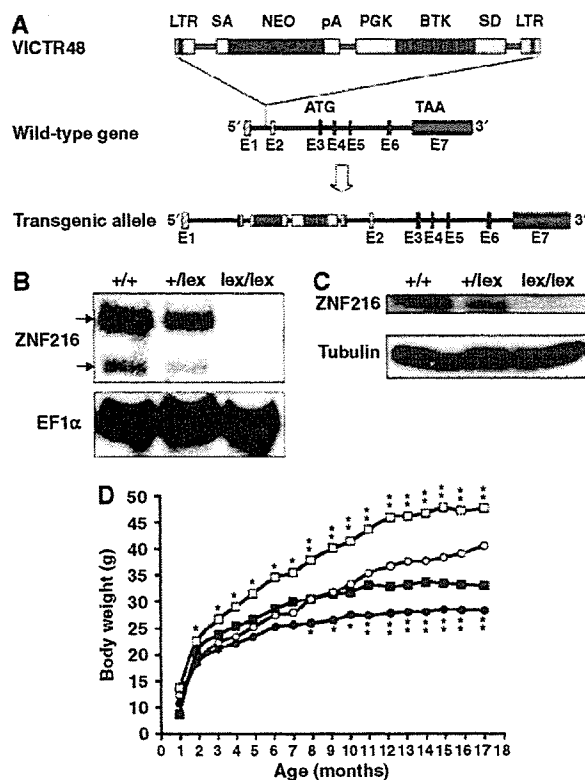 A
LTR SA NEO pA PGK BTK SD LTR
VICTR48
ATG TAA
Wild-type gene 5′ 3′
E1 E2 E3 E4 E5 E6 E7
Transgenic allele 5′ 3′
E1 E2 E3 E4 E5 E6 E7
B
+/+ +/lex lex/lex
ZNF216
EF1α
C
+/+ +/lex lex/lex
ZNF216
Tubulin
D
Body weight (g)
50
45
40
35
30
25
20
15
10
5
0
0 1 2 3 4 5 6 7 8 9 10 11 12 13 14 15 16 17 18
Age (months)